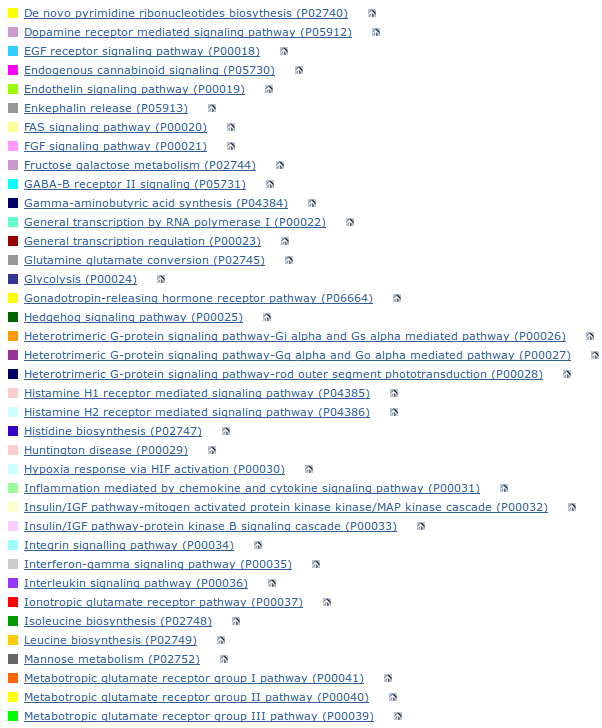 De novo pyrimidine ribonucleotides biosythesis (P02740)
Dopamine receptor mediated signaling pathway (P05912)
EGF receptor signaling pathway (P00018)
Endogenous cannabinoid signaling (P05730)
Endothelin signaling pathway (P00019)
Enkephalin release (P05913)
FAS signaling pathway (P00020)
FGF signaling pathway (P00021)
Fructose galactose metabolism (P02744)
GABA-B receptor II signaling (P05731)
Gamma-aminobutyric acid synthesis (P04384)
General transcription by RNA polymerase I (P00022)
General transcription regulation (P00023)
Glutamine glutamate conversion (P02745)
Glycolysis (P00024)
Gonadotropin-releasing hormone receptor pathway (P06664)
Hedgehog signaling pathway (P00025)
Heterotrimeric G-protein signaling pathway-Gi alpha and Gs alpha mediated pathway (P00026)
Heterotrimeric G-protein signaling pathway-Gq alpha and Go alpha mediated pathway (P00027)
Heterotrimeric G-protein signaling pathway-rod outer segment phototransduction (P00028)
Histamine H1 receptor mediated signaling pathway (P04385)
Histamine H2 receptor mediated signaling pathway (P04386)
Histidine biosynthesis (P02747)
Huntington disease (P00029)
Hypoxia response via HIF activation (P00030)
Inflammation mediated by chemokine and cytokine signaling pathway (P00031)
Insulin/IGF pathway-mitogen activated protein kinase kinase/MAP kinase cascade (P00032)
Insulin/IGF pathway-protein kinase B signaling cascade (P00033)
Integrin signalling pathway (P00034)
Interferon-gamma signaling pathway (P00035)
Interleukin signaling pathway (P00036)
Ionotropic glutamate receptor pathway (P00037)
Isoleucine biosynthesis (P02748)
Leucine biosynthesis (P02749)
Mannose metabolism (P02752)
Metabotropic glutamate receptor group I pathway (P00041)
Metabotropic glutamate receptor group II pathway (P00040)
Metabotropic glutamate receptor group III pathway (P00039)